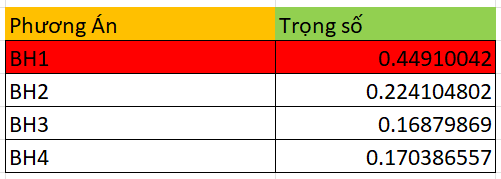 Phương Án Trọng số
BH1 0.44910042
BH2 0.224104802
BH3 0.16879869
BH4 0.170386557